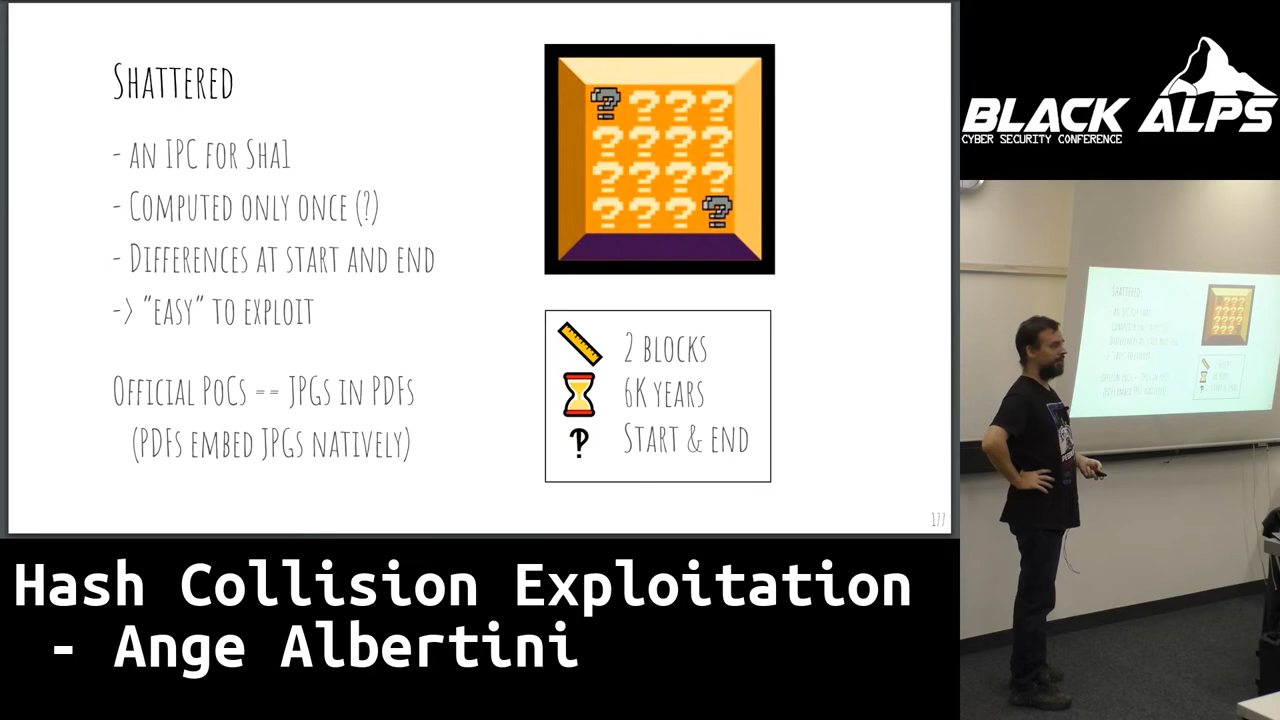 Shattered
- an IPC for Sha1
- Computed only once (?)
- Differences at start and end
-> "easy" to exploit
Official PoCs == JPGs in PDFs
(PDFs embed JPGs natively)
2 blocks
6K years
Start & end
177
BLACK ALPS
CYBER SECURITY CONFERENCE
Shattered
Hash Collision Exploitation
- Ange Albertini